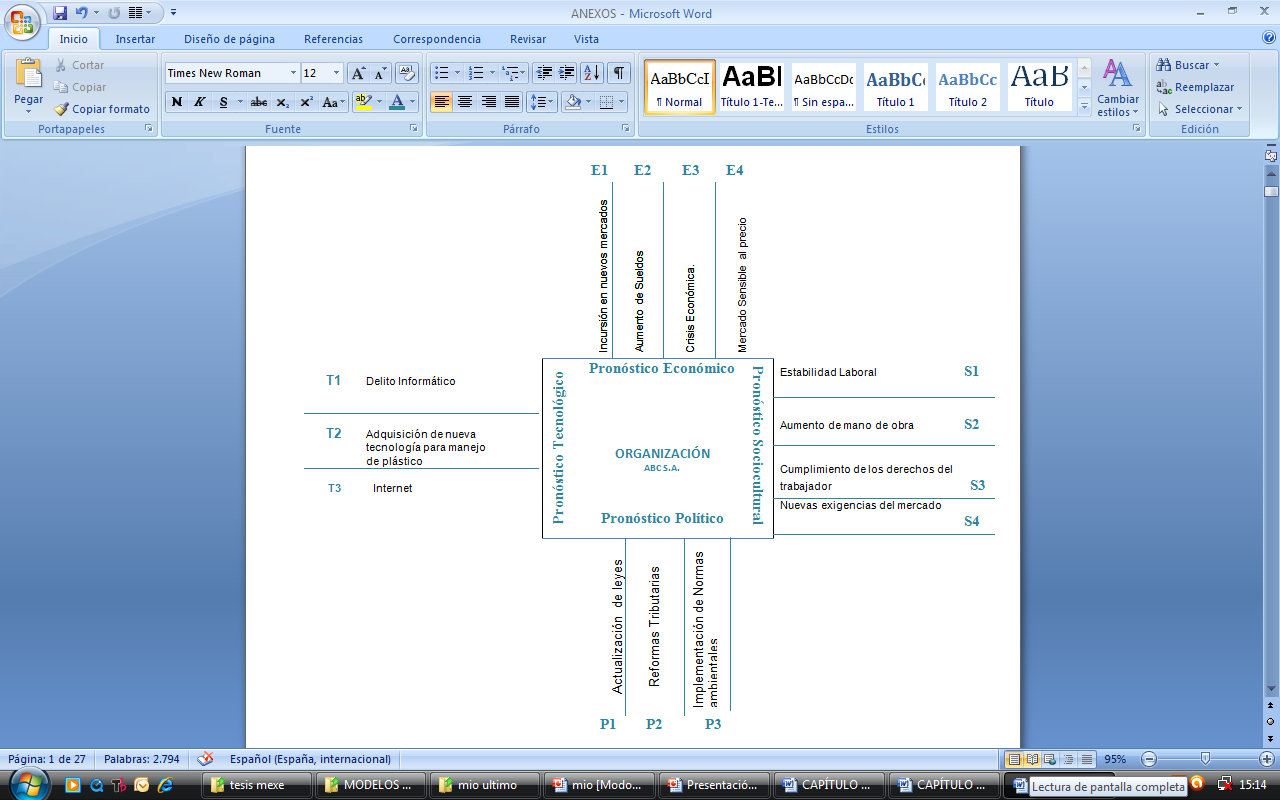 ANEXOS - Microsoft Word
Inicio
Insertar
Diseño de página
Referencias
Correspondencia
Revisar
Vista
Pegar
Cortar
Copiar
Copiar formato
Portapapeles
Times New Roman
12
N K S abc x₂ x² Aa
Fuente
Párrafo
AaBbCcI
¶ Normal
AaBl
Título 1-Te...
AaBbCcDc
¶ Sin espa...
AaBbC
Título 1
AaBbCc
Título 2
AaB
Título
Cambiar
estilos
Estilos
Buscar
Reemplazar
Seleccionar
Edición
E1 E2 E3 E4
Incursión en nuevos mercados
Aumento de Sueldos
Crisis Económica.
Mercado Sensible al precio
T1 Delito Informático
T2 Adquisición de nueva
tecnología para manejo
de plástico
T3 Internet
Pronóstico Económico
Pronóstico Tecnológico
ORGANIZACIÓN
ABC S.A.
Pronóstico Sociocultural
Pronóstico Político
Estabilidad Laboral S1
Aumento de mano de obra S2
Cumplimiento de los derechos del
trabajador S3
Nuevas exigencias del mercado
S4
Actualización de leyes
Reformas Tributarias
Implementación de Normas
ambientales
P1 P2 P3
Página: 1 de 27
Palabras: 2.794
Español (España, internacional)
95%
tesis mexe
MODELOS ...
mio ultimo
mio [Modo...
Presentació...
CAPÍTULO ...
CAPÍTULO ...
Lectura de pantalla completa
15:14